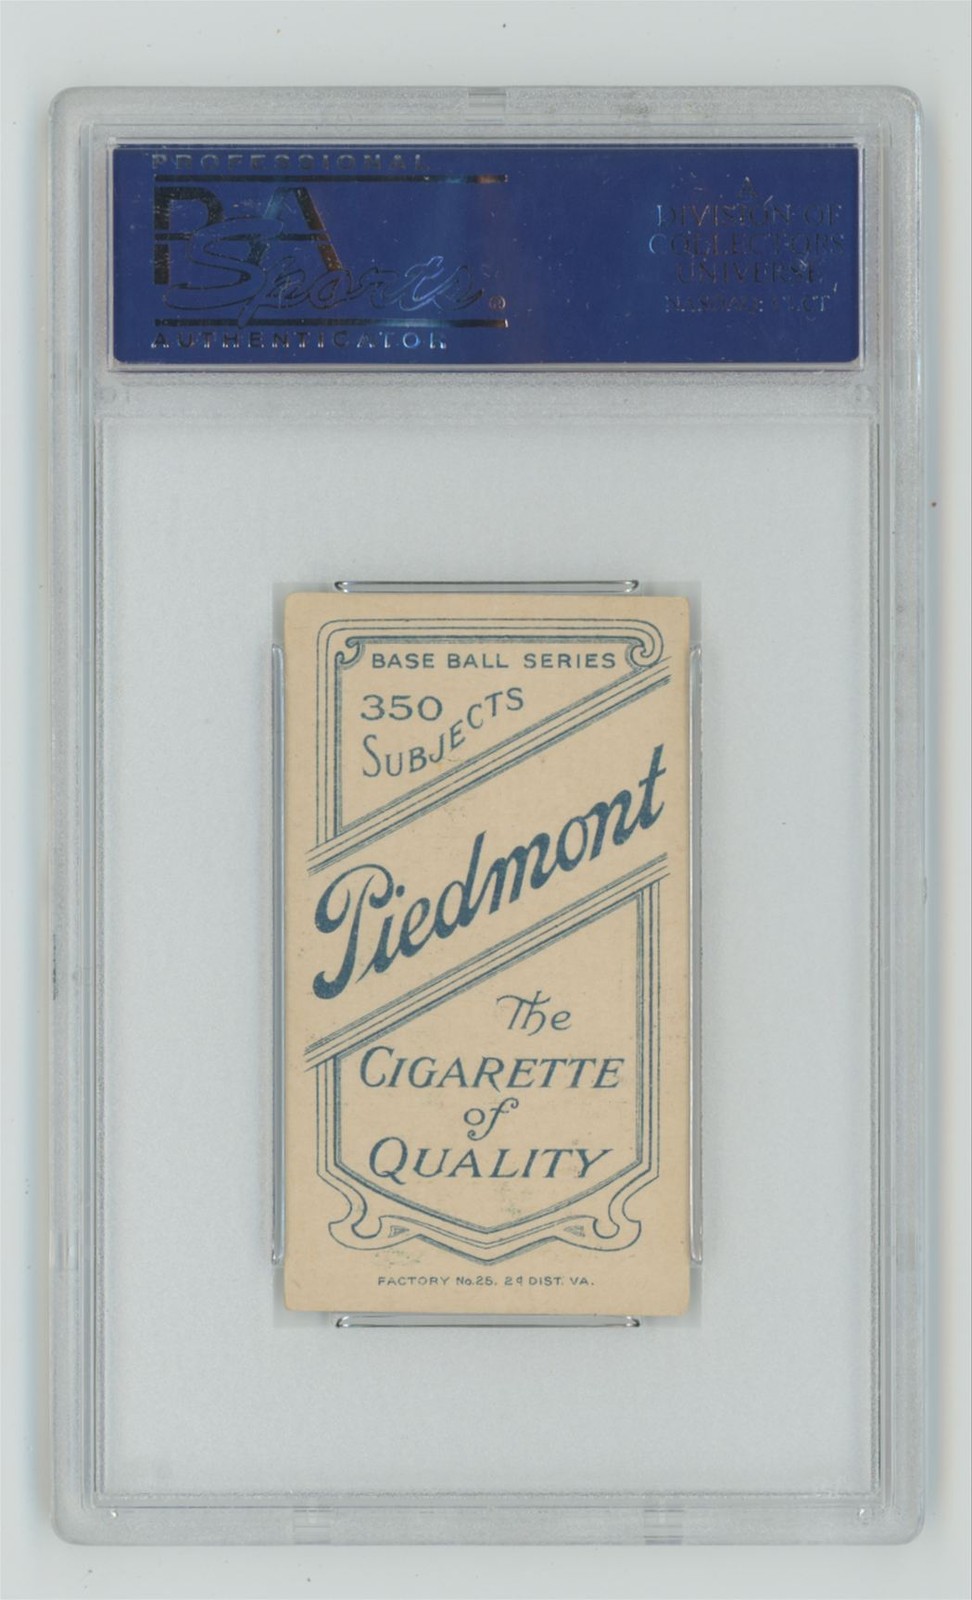 PROFESSIONAL
PSA
Sports ®
AUTHENTICATOR
A
DIVISION OF
COLLECTORS
UNIVERSE
BASE BALL SERIES
350
SUBJECTS
Piedmont
The
CIGARETTE
of
QUALITY
FACTORY No.25. 2d DIST. VA.